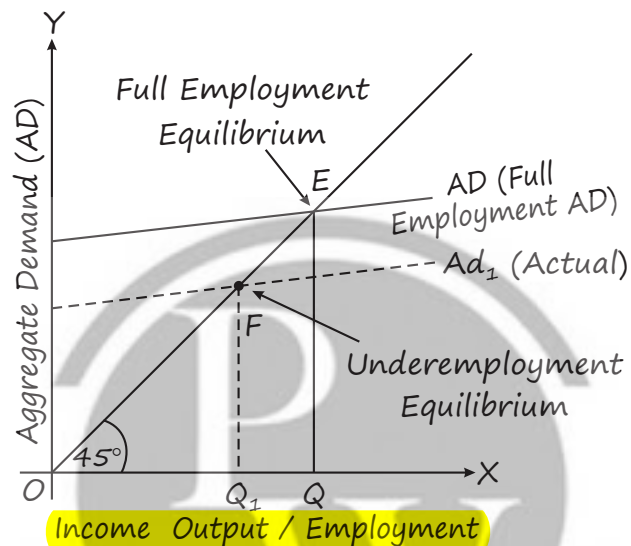 Y
Full Employment
Equilibrium
E
AD (Full
Employment AD)
Ad₁ (Actual)
F
Underemployment
Equilibrium
Aggregate Demand (AD)
45°
O
Q₁
Q
X
Income Output / Employment